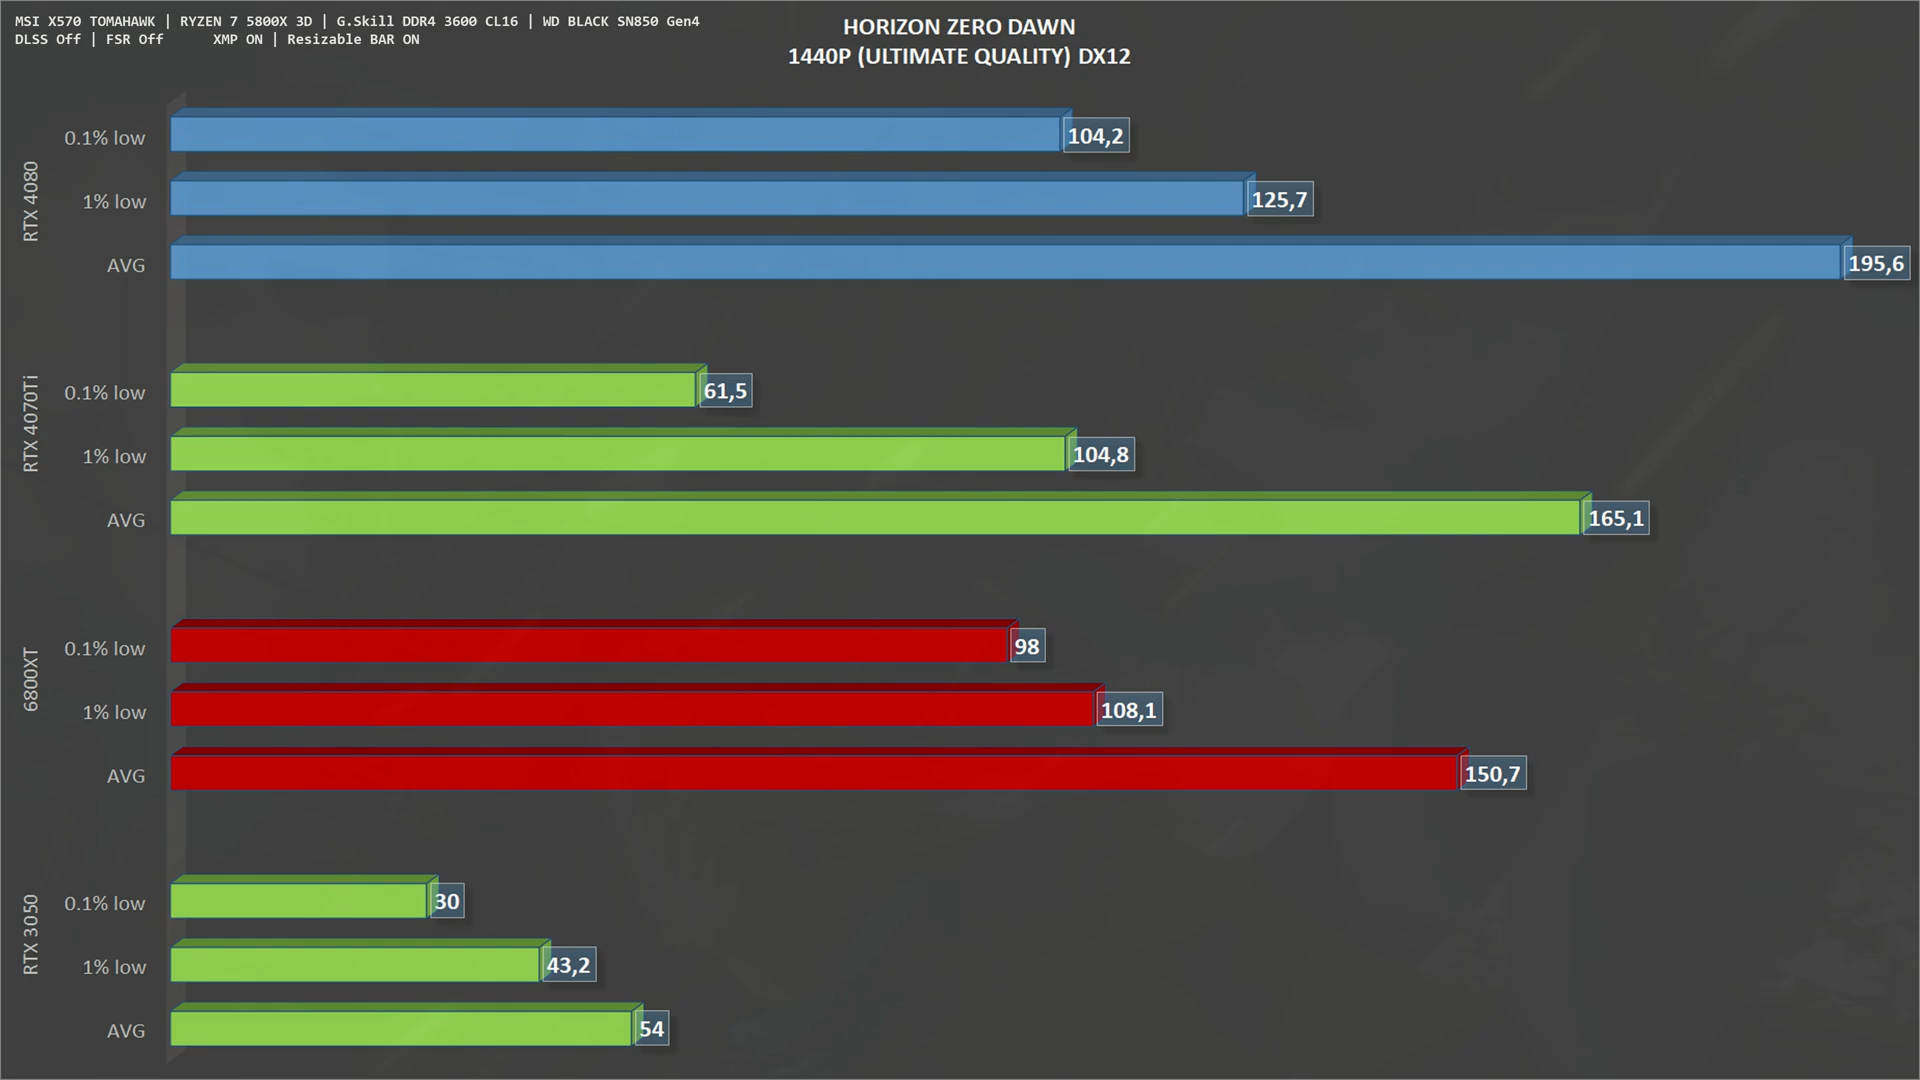 MSI X570 TOMAHAWK | RYZEN 7 5800X 3D | G.Skill DDR4 3600 CL16 | WD BLACK SN850 Gen4
DLSS Off | FSR Off XMP ON | Resizable BAR ON
HORIZON ZERO DAWN
1440P (ULTIMATE QUALITY) DX12
RTX 4080
0.1% low 104,2
1% low 125,7
AVG 195,6
RTX 4070Ti
0.1% low 61,5
1% low 104,8
AVG 165,1
6800XT
0.1% low 98
1% low 108,1
AVG 150,7
RTX 3050
0.1% low 30
1% low 43,2
AVG 54